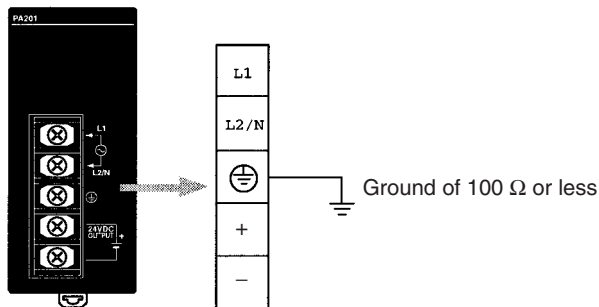 PA201
L1
L2/N
24VDC
OUTPUT
+
L1
L2/N
+
−
Ground of 100 Ω or less